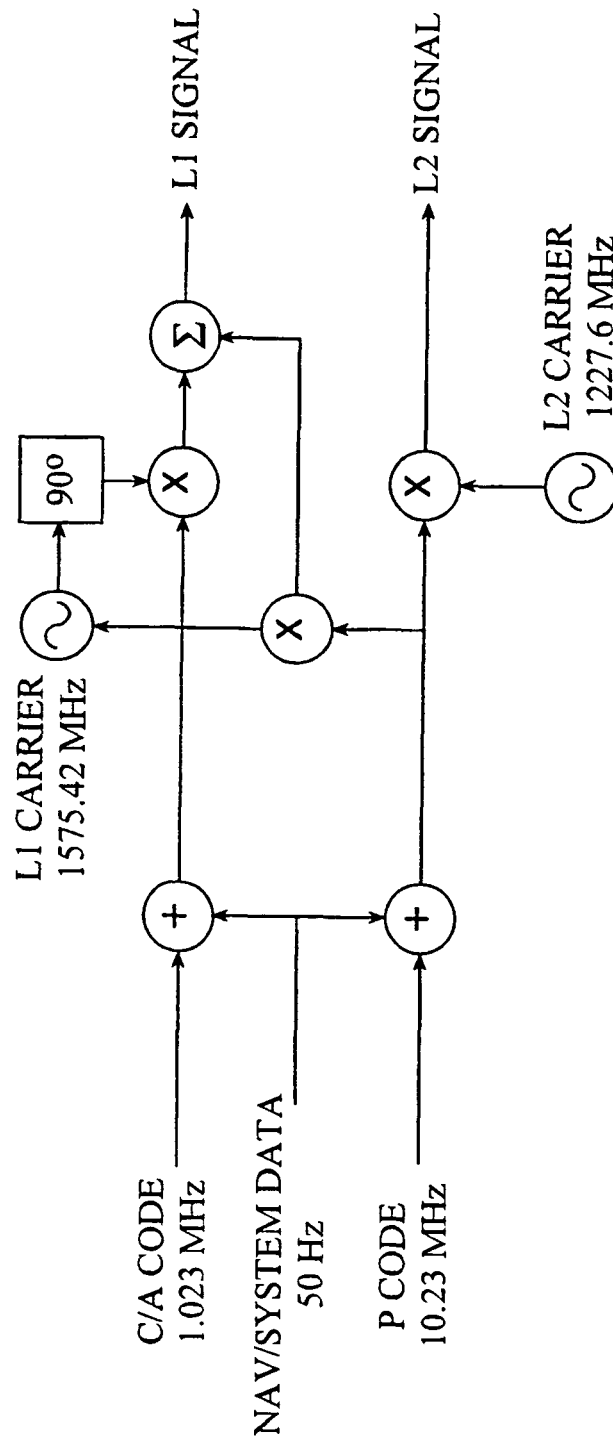 L1 CARRIER
1575.42 MHz
90º
C/A CODE
1.023 MHz
+
X
Σ
L1 SIGNAL
NAV/SYSTEM DATA
50 Hz
X
P CODE
10.23 MHz
+
X
L2 SIGNAL
L2 CARRIER
1227.6 MHz